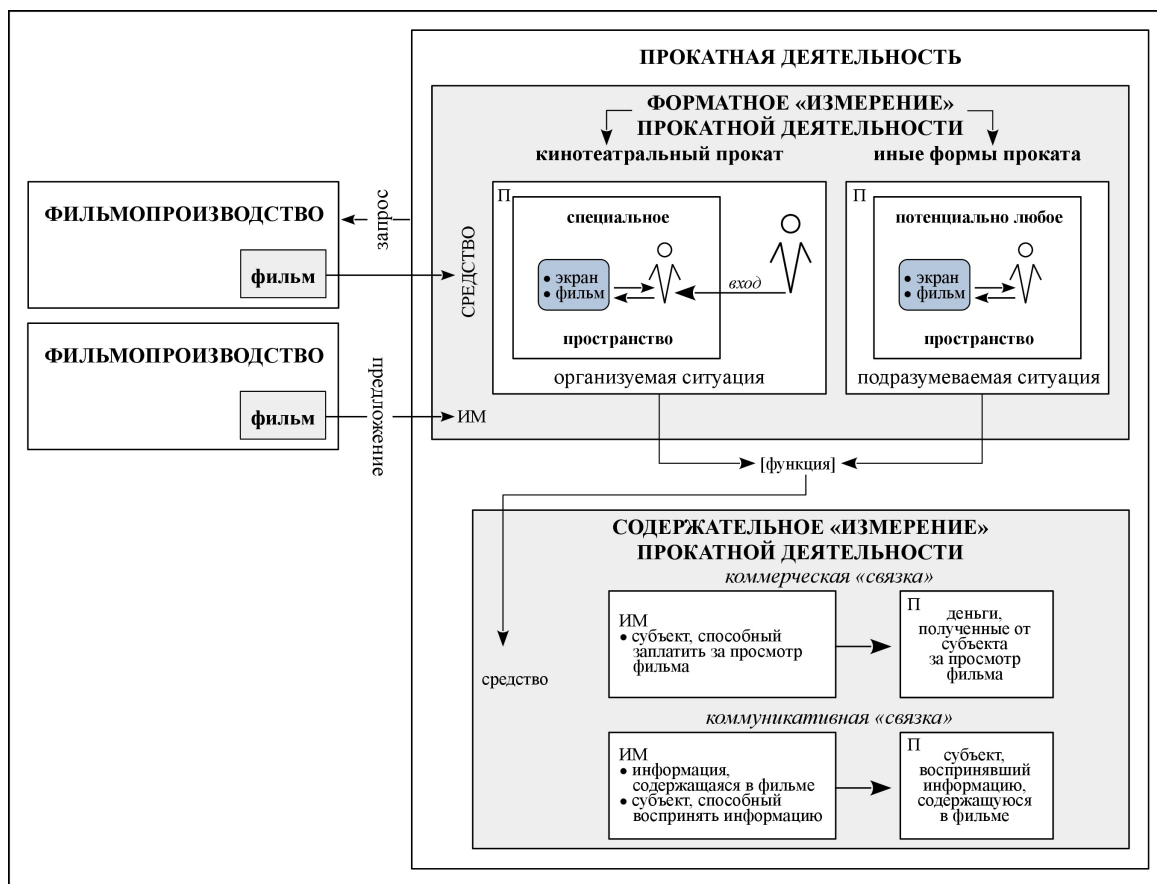 ПРОКАТНАЯ ДЕЯТЕЛЬНОСТЬ
ФОРМАТНОЕ «ИЗМЕРЕНИЕ»
ПРОКАТНОЙ ДЕЯТЕЛЬНОСТИ
кинотеатральный прокат
иные формы проката
ФИЛЬМОПРОИЗВОДСТВО
фильм
запрос
СРЕДСТВО
П
специальное
• экран
• фильм
вход
пространство
организуемая ситуация
П
потенциально любое
• экран
• фильм
пространство
подразумеваемая ситуация
ФИЛЬМОПРОИЗВОДСТВО
фильм
предложение
ИМ
[функция]
СОДЕРЖАТЕЛЬНОЕ «ИЗМЕРЕНИЕ»
ПРОКАТНОЙ ДЕЯТЕЛЬНОСТИ
средство
коммерческая «связка»
ИМ
• субъект, способный
заплатить за просмотр
фильма
П
деньги,
полученные от
субъекта
за просмотр
фильма
коммуникативная «связка»
ИМ
• информация,
содержащаяся в фильме
• субъект, способный
воспринять информацию
П
субъект,
воспринявший
информацию,
содержащуюся
в фильме